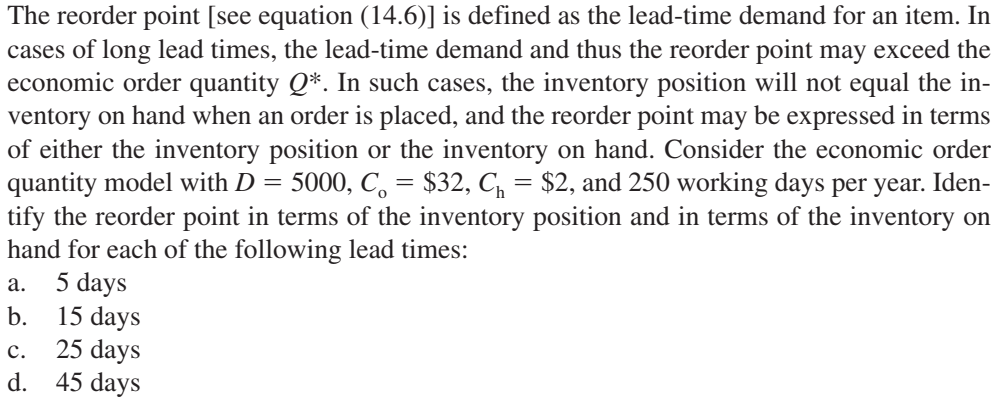 The reorder point [see equation (14.6)] is defined as the lead-time demand for an item. In
cases of long lead times, the lead-time demand and thus the reorder point may exceed the
economic order quantity Q*. In such cases, the inventory position will not equal the in-
ventory on hand when an order is placed, and the reorder point may be expressed in terms
of either the inventory position or the inventory on hand. Consider the economic order
quantity model with D = 5000, Cₒ = $32, Cₕ = $2, and 250 working days per year. Iden-
tify the reorder point in terms of the inventory position and in terms of the inventory on
hand for each of the following lead times:
a. 5 days
b. 15 days
c. 25 days
d. 45 days